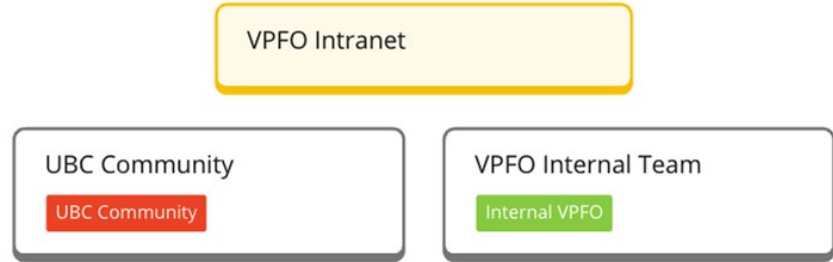 VPFO Intranet
UBC Community
UBC Community
VPFO Internal Team
Internal VPFO